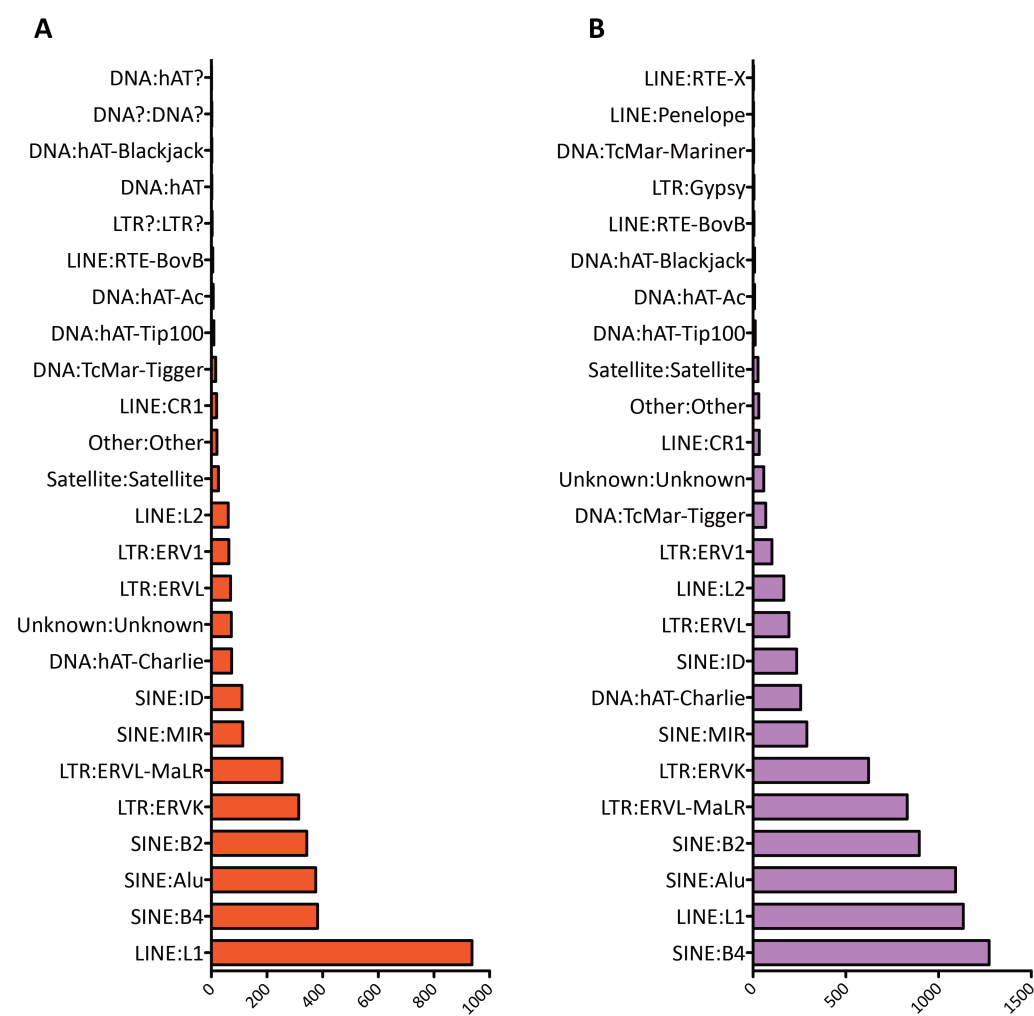 A
DNA:hAT?
DNA?:DNA?
DNA:hAT-Blackjack
DNA:hAT
LTR?:LTR?
LINE:RTE-BovB
DNA:hAT-Ac
DNA:hAT-Tip100
DNA:TcMar-Tigger
LINE:CR1
Other:Other
Satellite:Satellite
LINE:L2
LTR:ERV1
LTR:ERVL
Unknown:Unknown
DNA:hAT-Charlie
SINE:ID
SINE:MIR
LTR:ERVL-MaLR
LTR:ERVK
SINE:B2
SINE:Alu
SINE:B4
LINE:L1
0 200 400 600 800 1000
B
LINE:RTE-X
LINE:Penelope
DNA:TcMar-Mariner
LTR:Gypsy
LINE:RTE-BovB
DNA:hAT-Blackjack
DNA:hAT-Ac
DNA:hAT-Tip100
Satellite:Satellite
Other:Other
LINE:CR1
Unknown:Unknown
DNA:TcMar-Tigger
LTR:ERV1
LINE:L2
LTR:ERVL
SINE:ID
DNA:hAT-Charlie
SINE:MIR
LTR:ERVK
LTR:ERVL-MaLR
SINE:B2
SINE:Alu
LINE:L1
SINE:B4
0 500 1000 1500